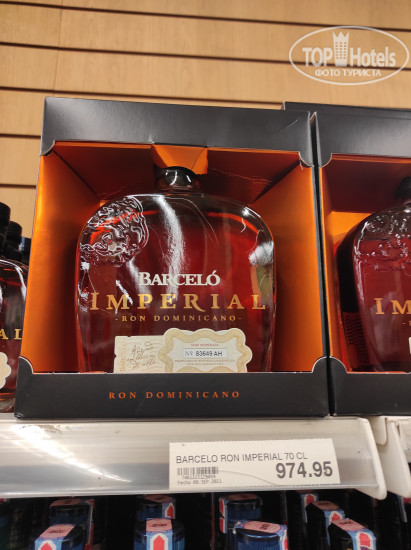 TOP Hotels
ФОТО ТУРИСТА
BARCELÓ
IMPERIAL
- RON DOMINICANO -
Nº 83649 AH
RON DOMINICANO
IM
BARCELO RON IMPERIAL 70 CL
974.95